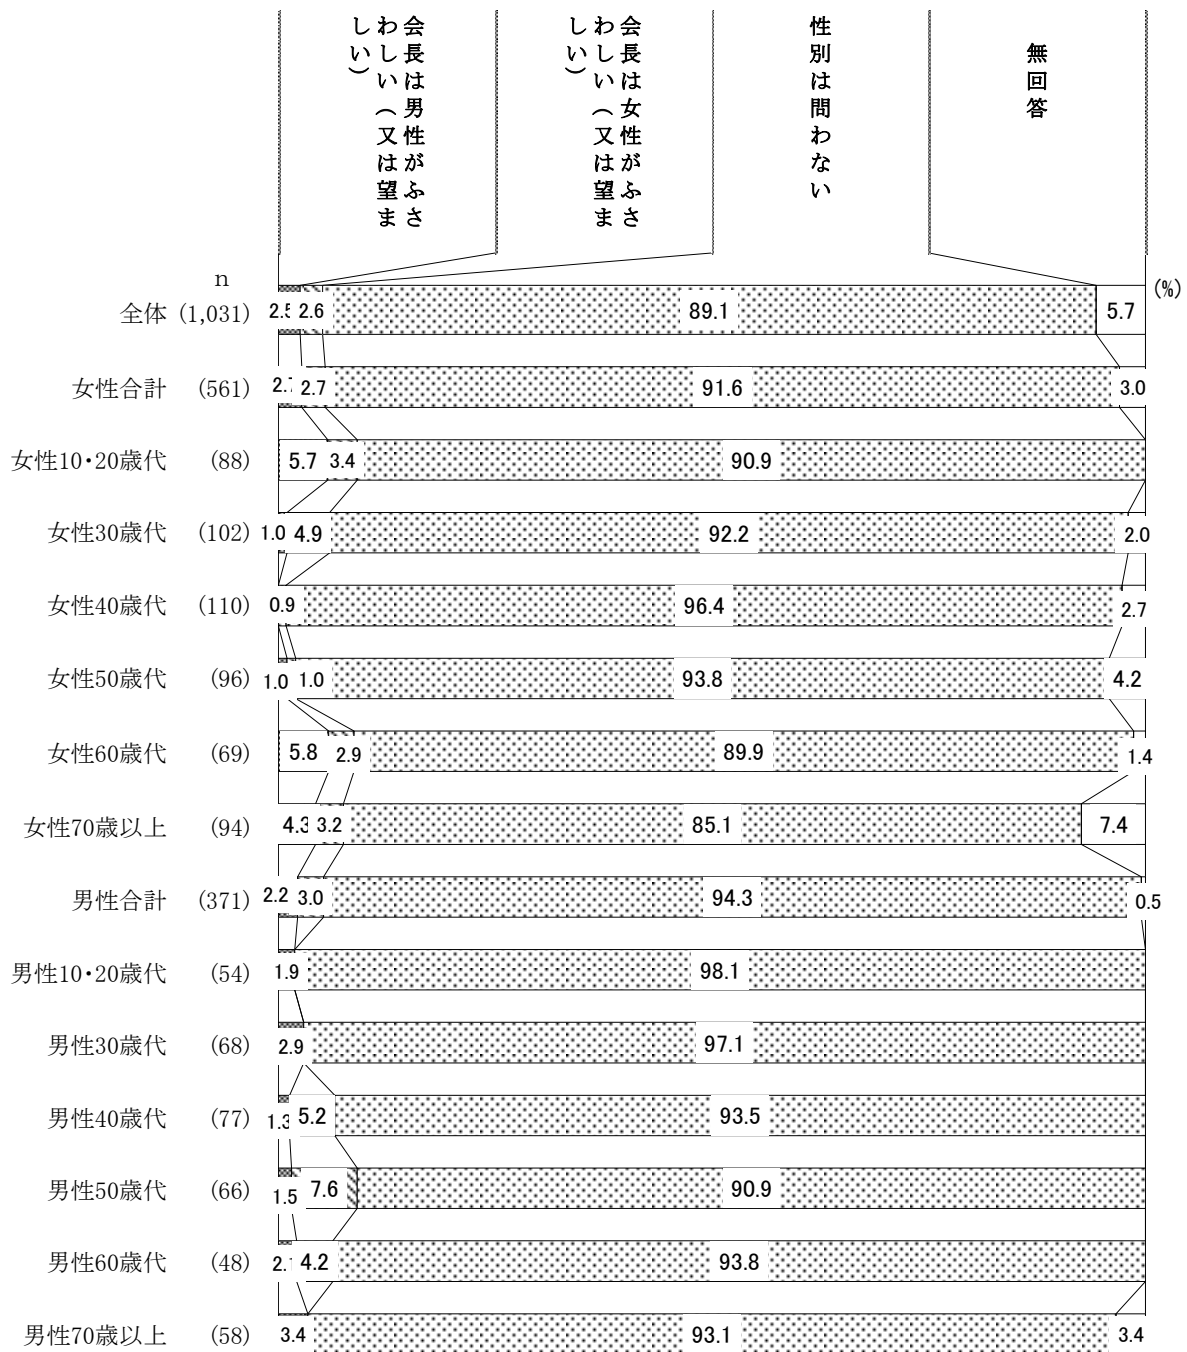 会長は男性がふさ
わしい（又は望ま
しい）
会長は女性がふさ
わしい（又は望ま
しい）
性別は問わない
無回答
n
(%)
全体 (1,031) 2.5 2.6 89.1 5.7
女性合計 (561) 2.7 2.7 91.6 3.0
女性10・20歳代 (88) 5.7 3.4 90.9
女性30歳代 (102) 1.0 4.9 92.2 2.0
女性40歳代 (110) 0.9 96.4 2.7
女性50歳代 (96) 1.0 1.0 93.8 4.2
女性60歳代 (69) 5.8 2.9 89.9 1.4
女性70歳以上 (94) 4.3 3.2 85.1 7.4
男性合計 (371) 2.2 3.0 94.3 0.5
男性10・20歳代 (54) 1.9 98.1
男性30歳代 (68) 2.9 97.1
男性40歳代 (77) 1.3 5.2 93.5
男性50歳代 (66) 1.5 7.6 90.9
男性60歳代 (48) 2.1 4.2 93.8
男性70歳以上 (58) 3.4 93.1 3.4